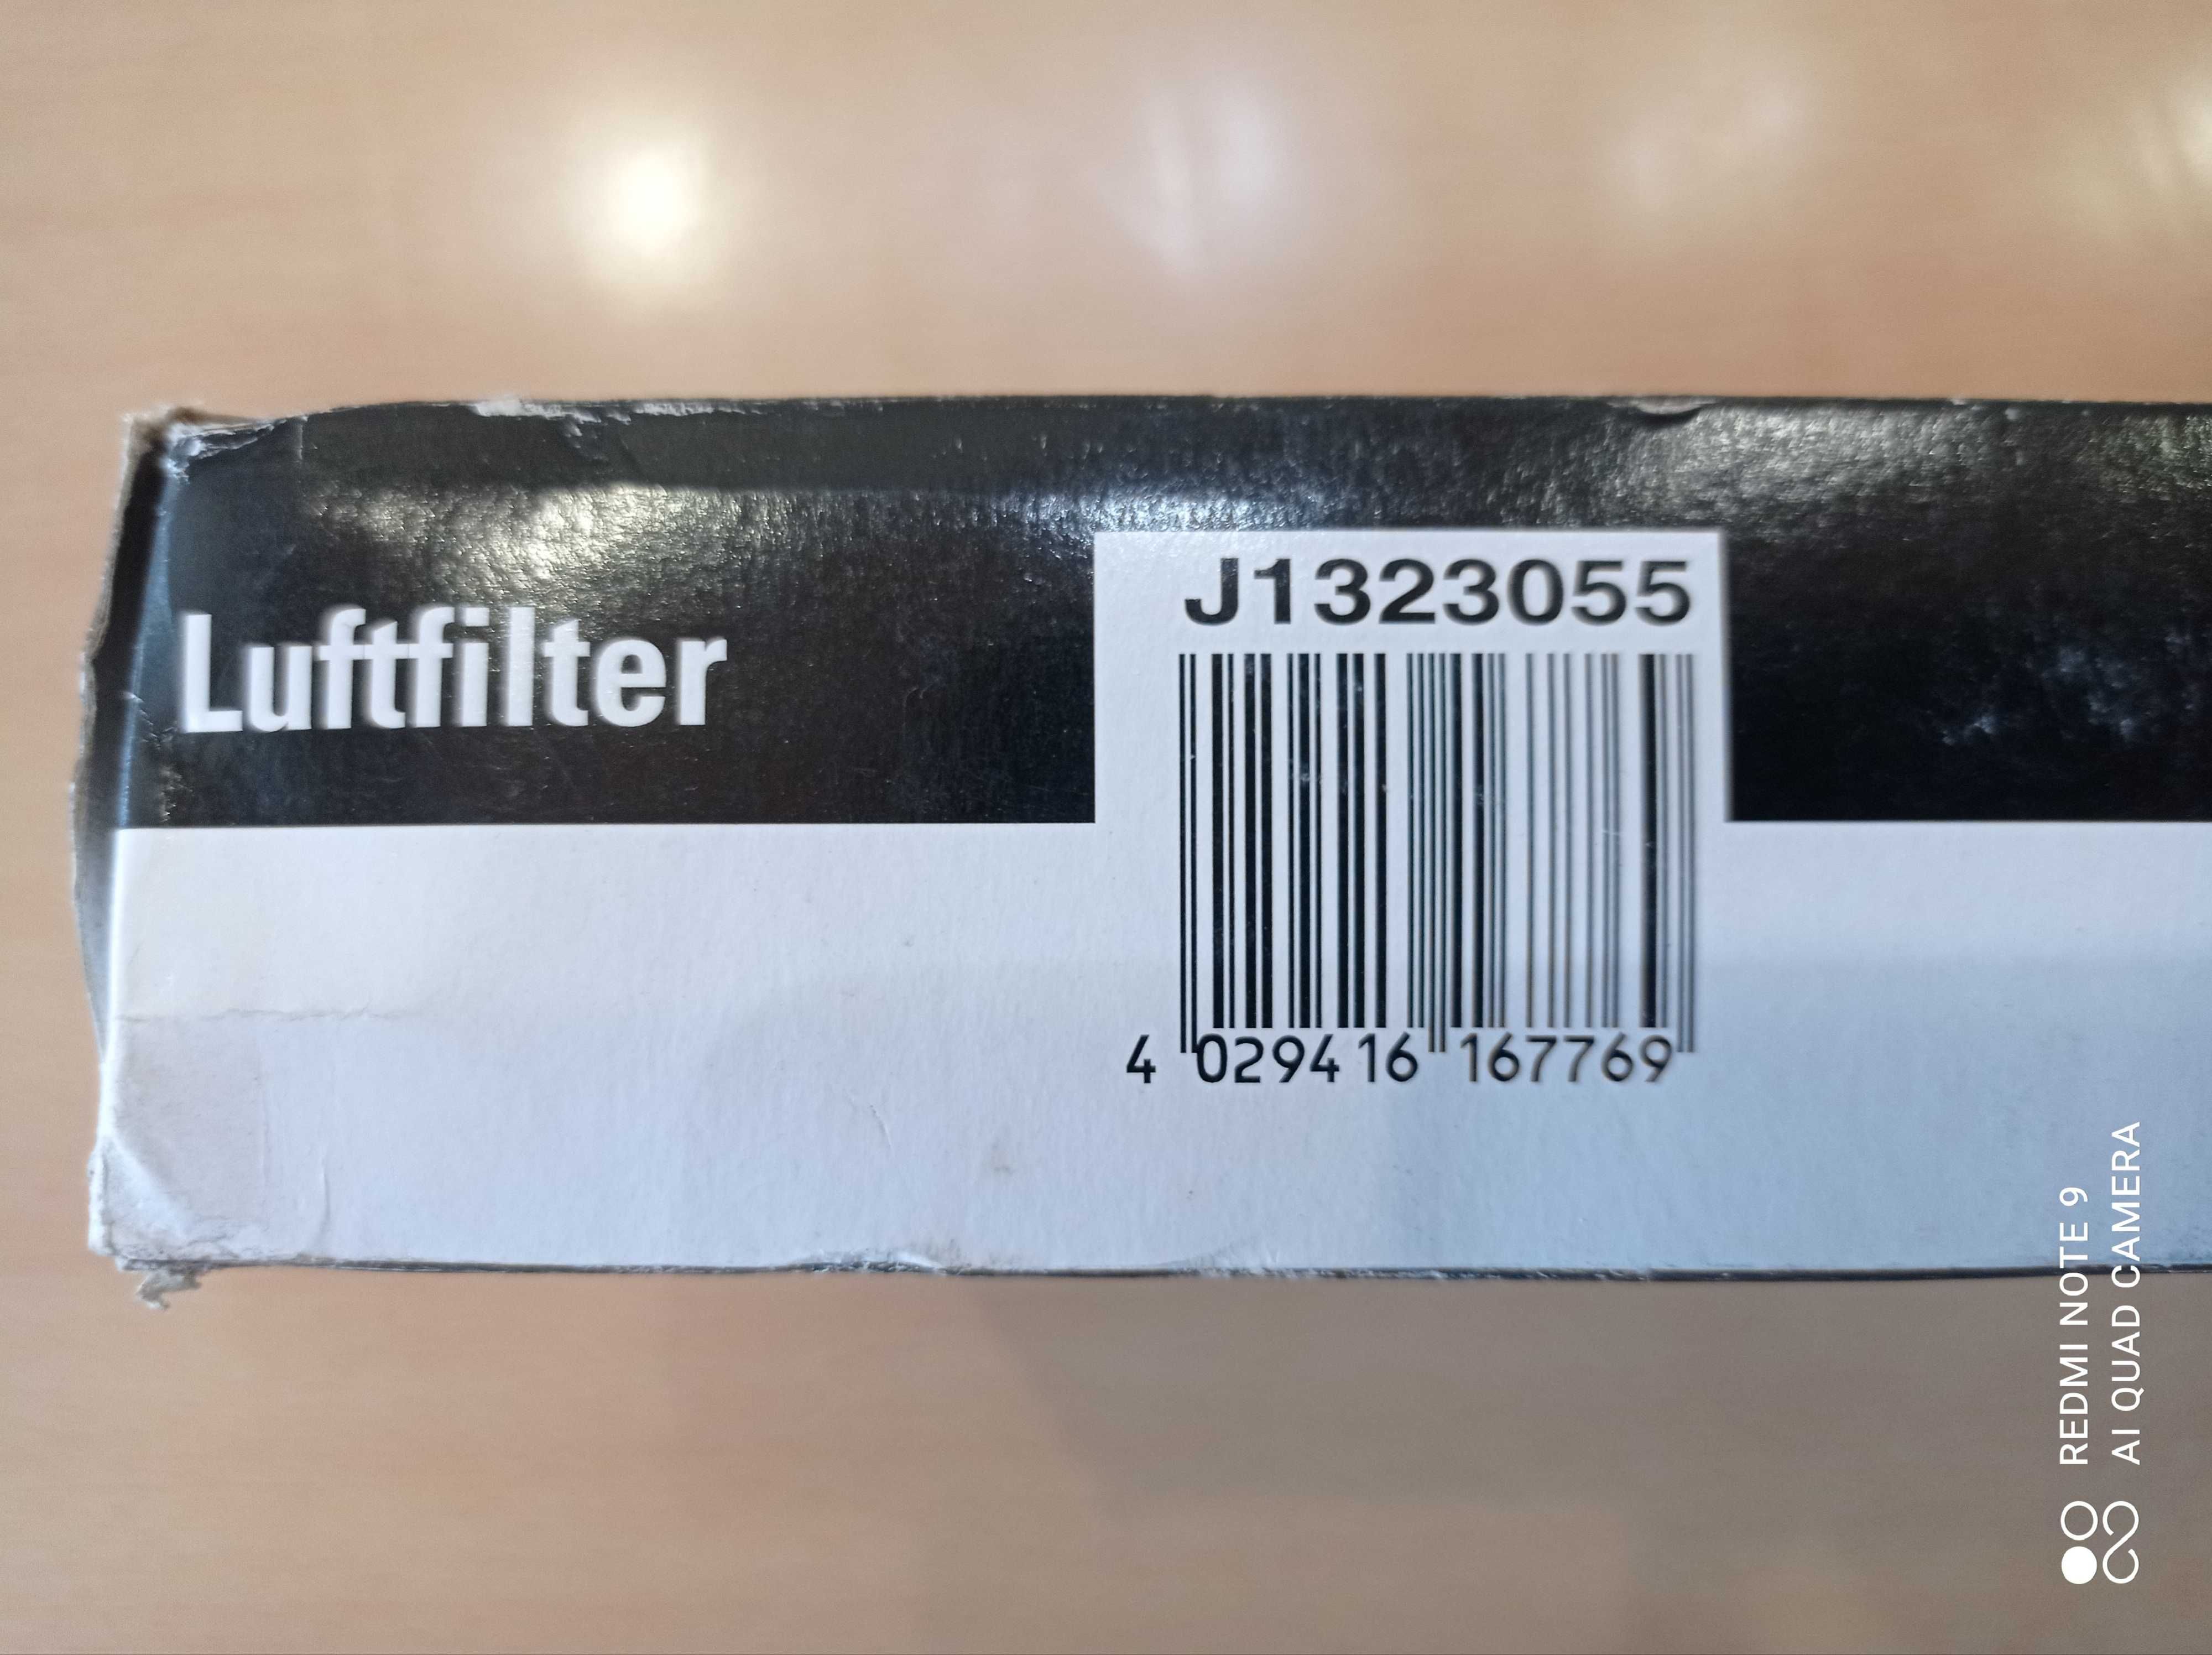 Luftfilter
J1323055
4 029416 167769
REDMI NOTE 9
AI QUAD CAMERA